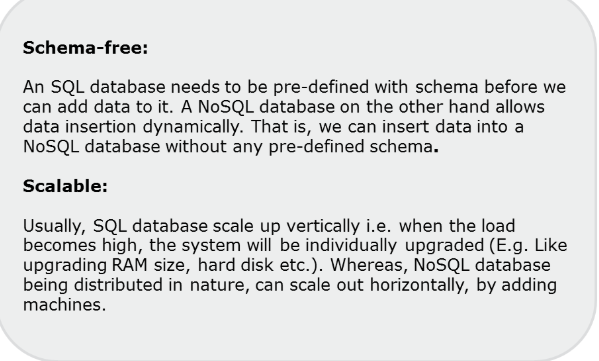 Schema-free:
An SQL database needs to be pre-defined with schema before we
can add data to it. A NoSQL database on the other hand allows
data insertion dynamically. That is, we can insert data into a
NoSQL database without any pre-defined schema.
Scalable:
Usually, SQL database scale up vertically i.e. when the load
becomes high, the system will be individually upgraded (E.g. Like
upgrading RAM size, hard disk etc.). Whereas, NoSQL database
being distributed in nature, can scale out horizontally, by adding
machines.